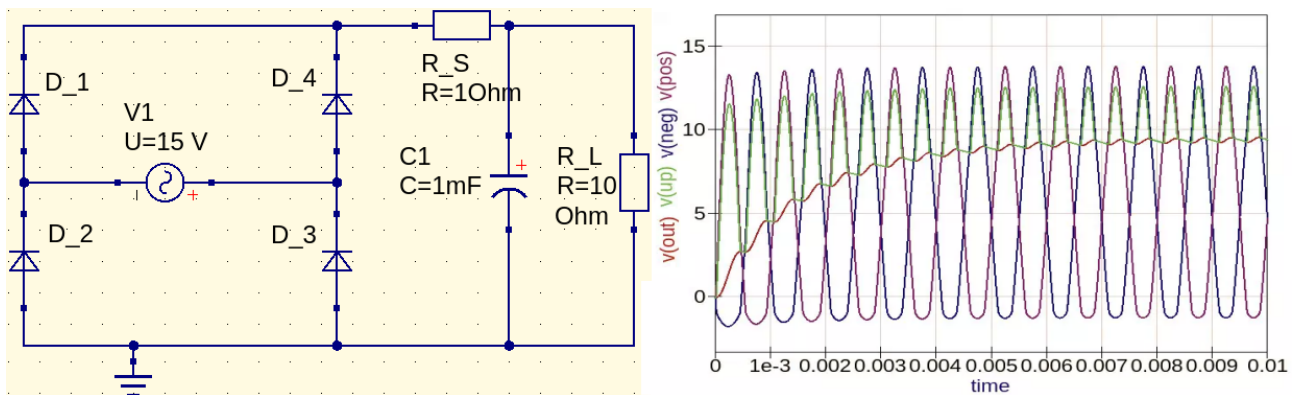 D_1
D_4
V1
U=15 V
R_S
R=1Ohm
C1
C=1mF
R_L
R=10
Ohm
D_2
D_3
+
+
v(out) v(up) v(neg) v(pos)
15
10
5
0
0 1e-3 0.002 0.003 0.004 0.005 0.006 0.007 0.008 0.009 0.01
time